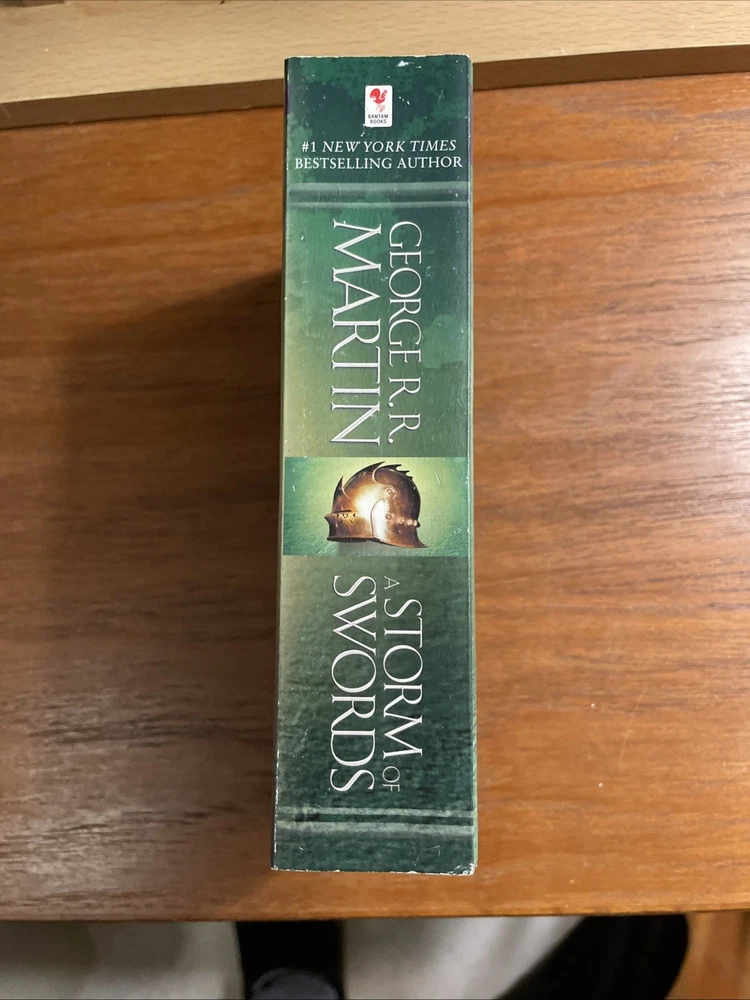 BANTAM
BOOKS
#1 NEW YORK TIMES
BESTSELLING AUTHOR
GEORGE R. R.
MARTIN
A STORM OF
SWORDS